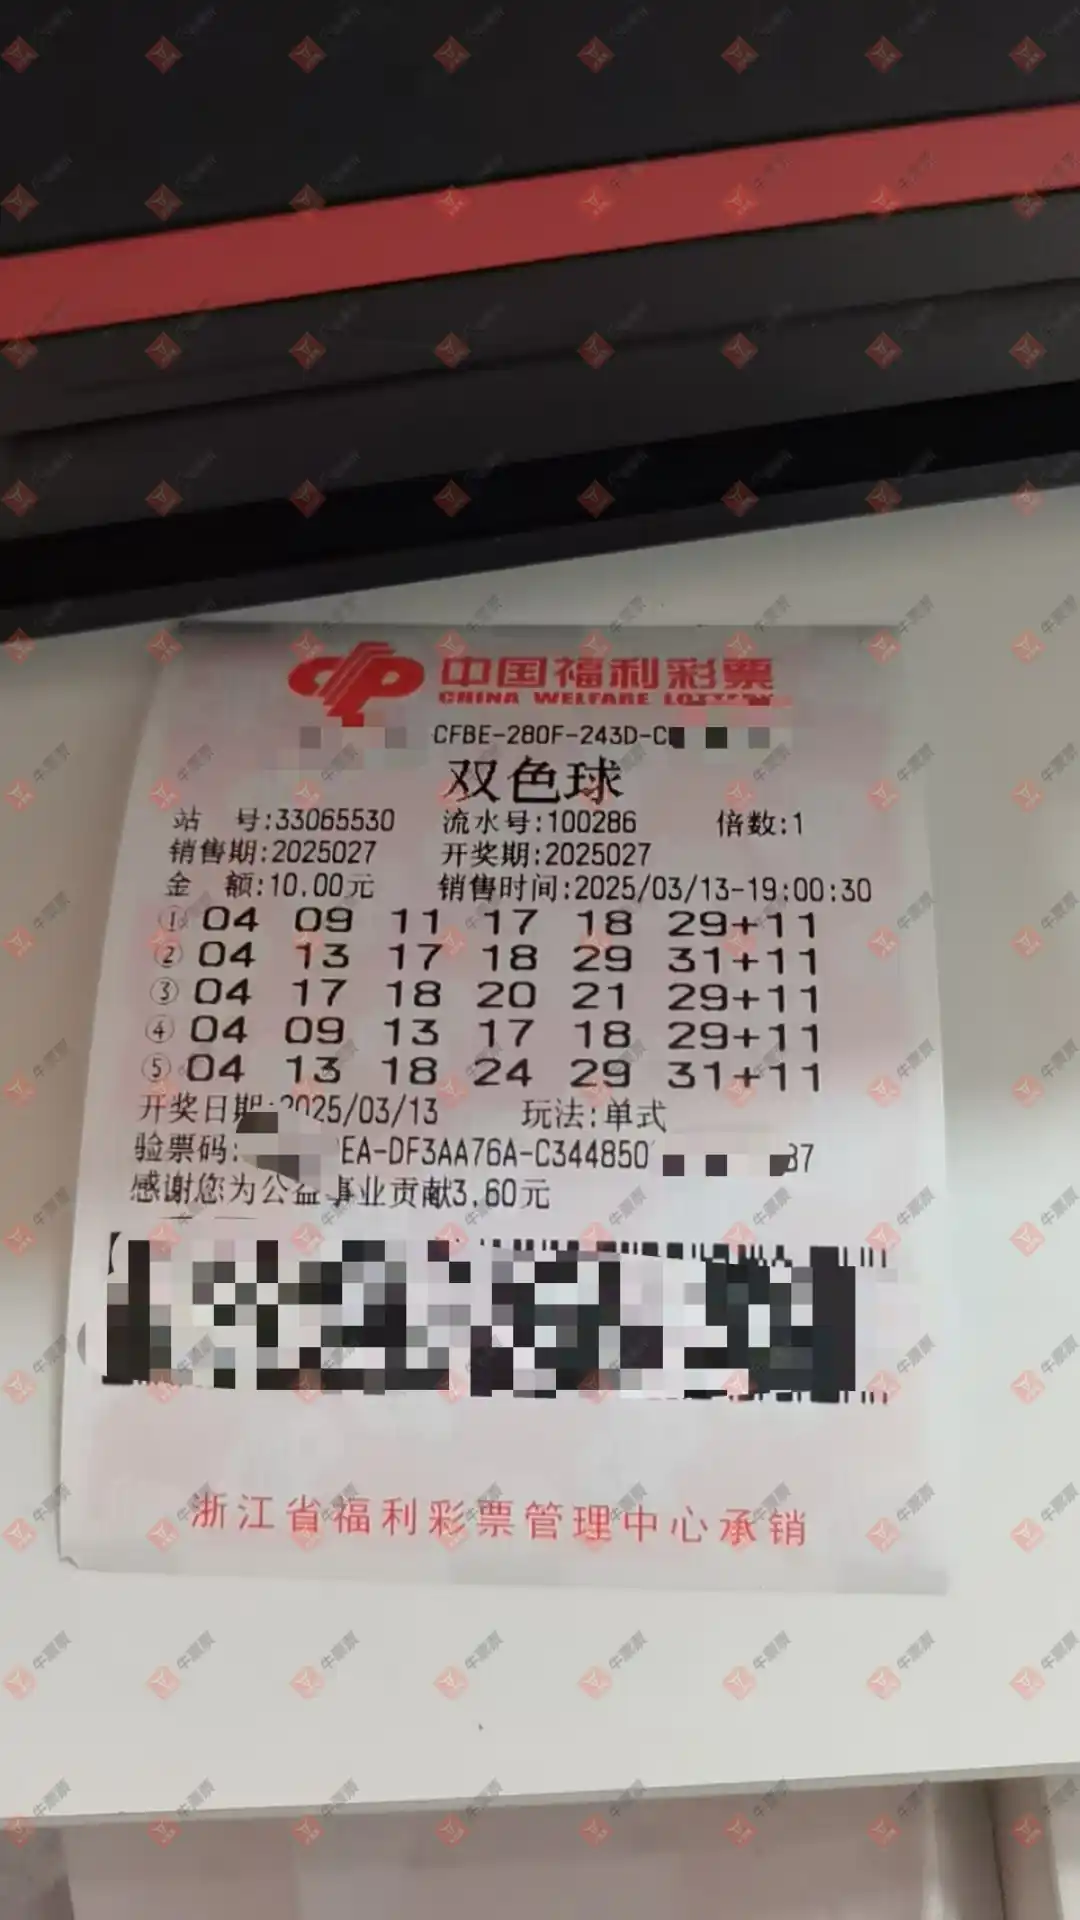 中国福利彩票
CHINA WELFARE LOTTERY
CFBE-280F-243D-C
双色球
站 号:33065530 流水号:100286 倍数:1
销售期:2025027 开奖期:2025027
金 额:10.00元 销售时间:2025/03/13-19:00:30
① 04 09 11 17 18 29+11
② 04 13 17 18 29 31+11
③ 04 17 18 20 21 29+11
④ 04 09 13 17 18 29+11
⑤ 04 13 18 24 29 31+11
开奖日期:2025/03/13 玩法:单式
验票码: EA-DF3AA76A-C344850 87
感谢您为公益事业贡献3.60元
浙江省福利彩票管理中心承销
牛票票